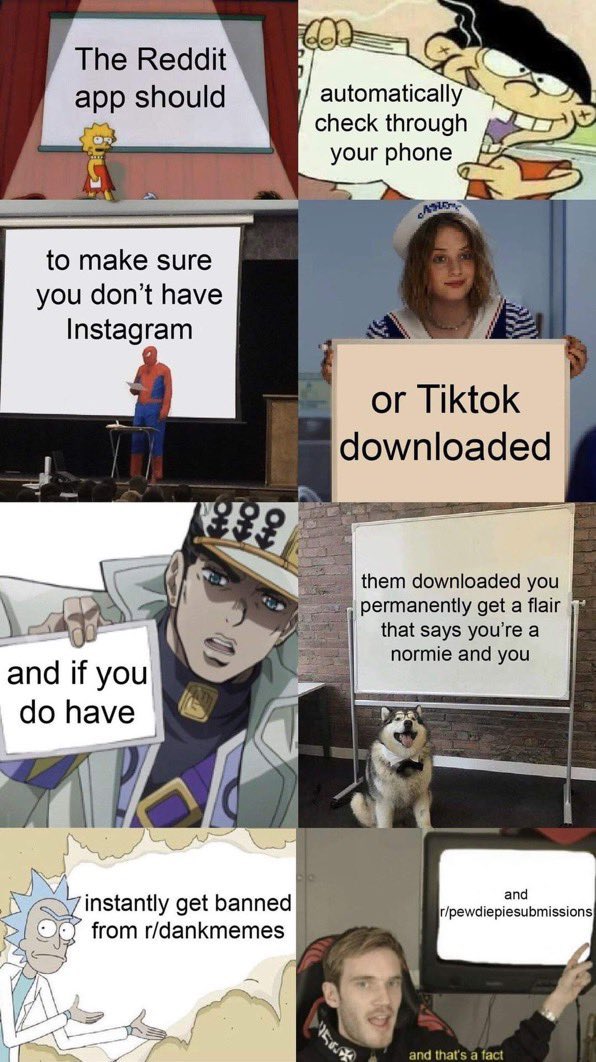 The Reddit
app should
automatically
check through
your phone
to make sure
you don't have
Instagram
or Tiktok
downloaded
and if you
do have
them downloaded you
permanently get a flair
that says you're a
normie and you
instantly get banned
from r/dankmemes
and
r/pewdiepiesubmissions
and that's a fact